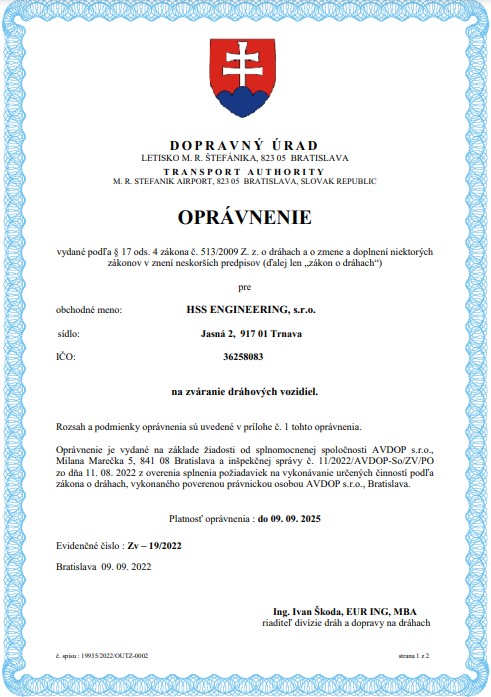 DOPRAVNÝ ÚRAD
LETISKO M. R. ŠTEFÁNIKA, 823 05 BRATISLAVA
TRANSPORT AUTHORITY
M. R. STEFANIK AIRPORT, 823 05 BRATISLAVA, SLOVAK REPUBLIC
OPRÁVNENIE
vydané podľa § 17 ods. 4 zákona č. 513/2009 Z. z. o dráhach a o zmene a doplnení niektorých
zákonov v znení neskorších predpisov (ďalej len „zákon o dráhach“)
pre
obchodné meno: HSS ENGINEERING, s.r.o.
sídlo: Jasná 2, 917 01 Trnava
IČO: 36258083
na zváranie dráhových vozidiel.
Rozsah a podmienky oprávnenia sú uvedené v prílohe č. 1 tohto oprávnenia.
Oprávnenie je vydané na základe žiadosti od splnomocnenej spoločnosti AVDOP s.r.o.,
Milana Marečka 5, 841 08 Bratislava a inšpekčnej správy č. 11/2022/AVDOP-So/ZV/PO
zo dňa 11. 08. 2022 z overenia splnenia požiadaviek na vykonávanie určených činností podľa
zákona o dráhach, vykonaného poverenou právnickou osobou AVDOP s.r.o., Bratislava.
Platnosť oprávnenia : do 09. 09. 2025
Evidenčné číslo : Zv – 19/2022
Bratislava 09. 09. 2022
Ing. Ivan Škoda, EUR ING, MBA
riaditeľ divízie dráh a dopravy na dráhach
č. spisu : 19935/2022/OUTZ-0002 strana 1 z 2